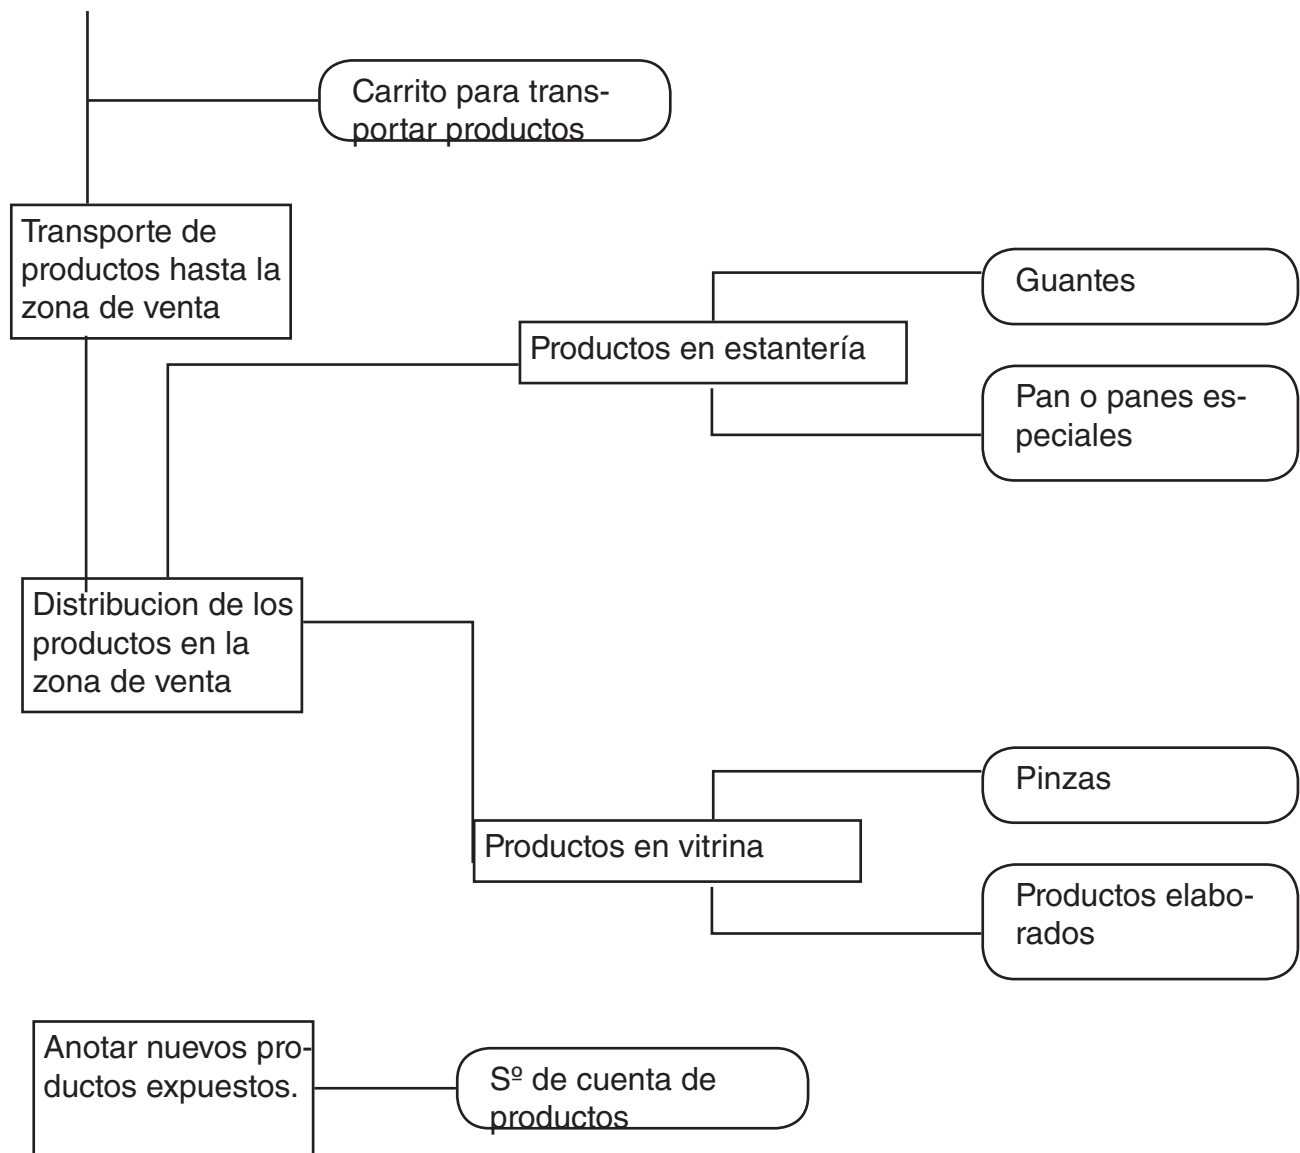 Carrito para trans-
portar productos
Transporte de
productos hasta la
zona de venta
Guantes
Productos en estantería
Pan o panes es-
peciales
Distribucion de los
productos en la
zona de venta
Pinzas
Productos en vitrina
Productos elabo-
rados
Anotar nuevos pro-
ductos expuestos.
Sº de cuenta de
productos